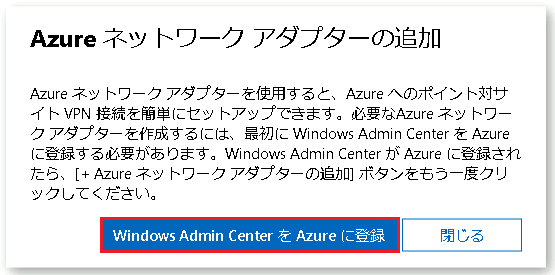 Azure ネットワーク アダプターの追加
Azure ネットワーク アダプターを使用すると、Azure へのポイント対サ
イト VPN 接続を簡単にセットアップできます。必要なAzure ネットワー
ク アダプターを作成するには、最初に Windows Admin Center を Azure
に登録する必要があります。Windows Admin Center が Azure に登録され
たら、[+ Azure ネットワーク アダプターの追加] ボタンをもう一度クリ
ックしてください。
Windows Admin Center を Azure に登録 閉じる